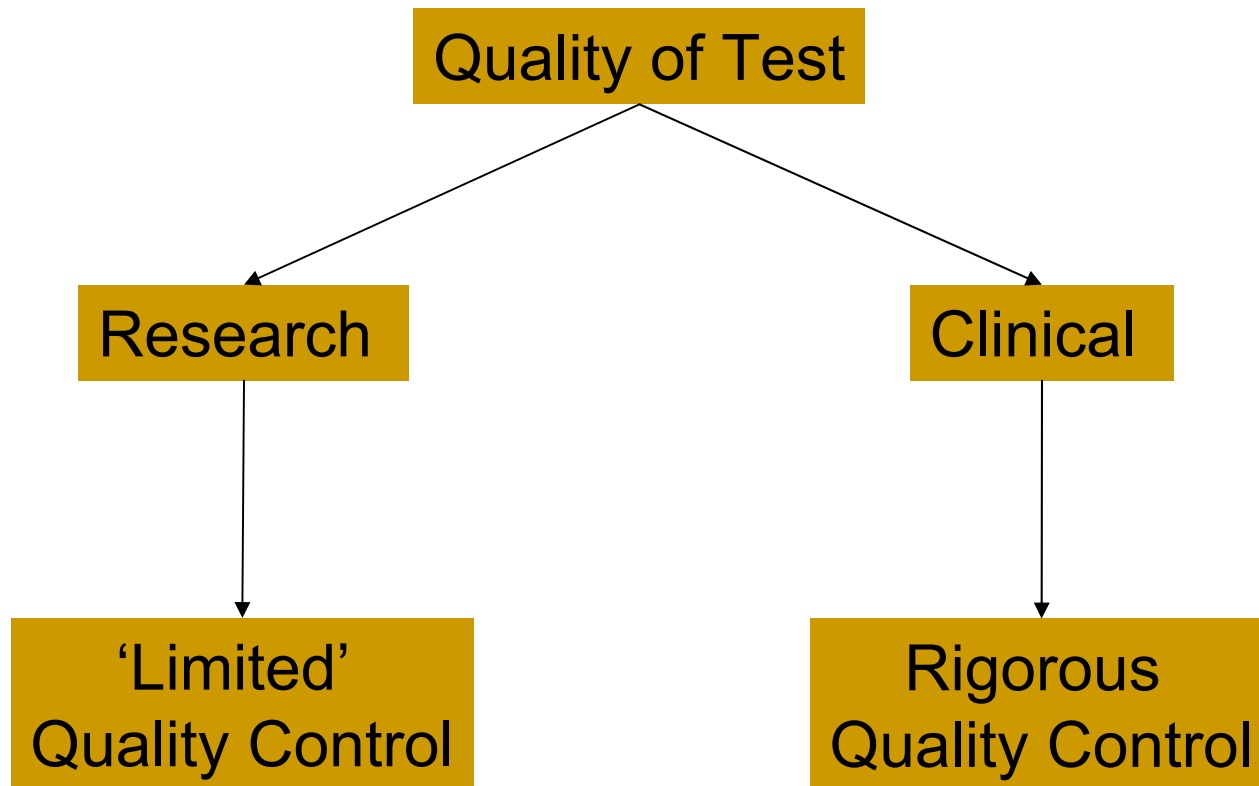 Quality of Test
Research
Clinical
‘Limited’
Quality Control
Rigorous
Quality Control